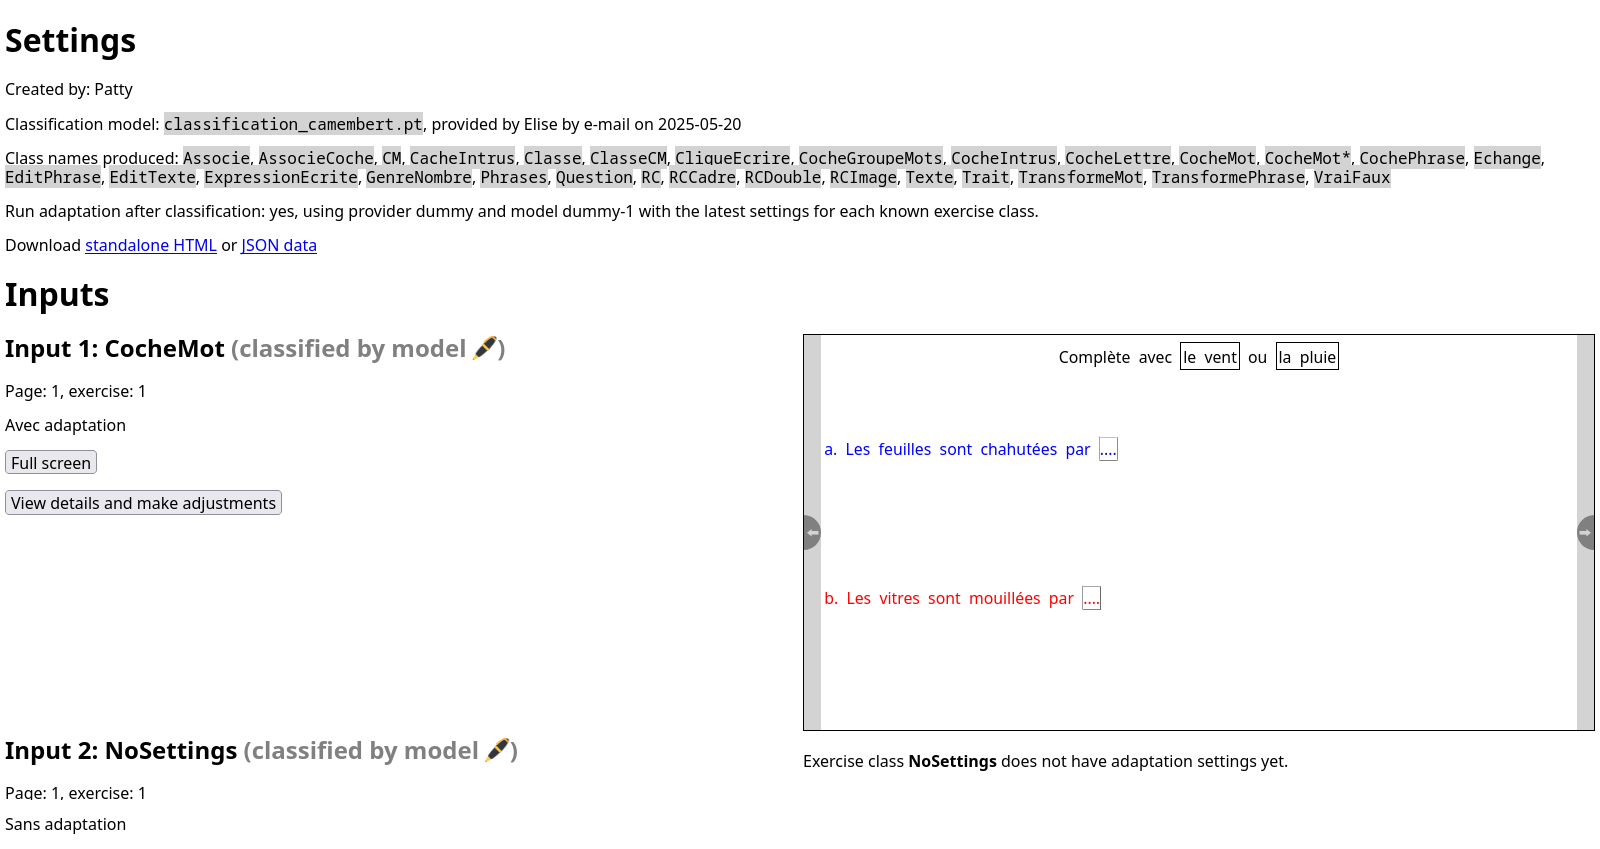 Settings
Created by: Patty
Classification model: classification_camembert.pt, provided by Elise by e-mail on 2025-05-20
Class names produced: Associe, AssocieCoche, CM, CacheIntrus, Classe, ClasseCM, CliqueEcrire, CocheGroupeMots, CocheIntrus, CocheLettre, CocheMot, CocheMot*, CochePhrase, Echange,
EditPhrase, EditTexte, ExpressionEcrite, GenreNombre, Phrases, Question, RC, RCCadre, RCDouble, RCImage, Texte, Trait, TransformeMot, TransformePhrase, VraiFaux
Run adaptation after classification: yes, using provider dummy and model dummy-1 with the latest settings for each known exercise class.
Download standalone HTML or JSON data
Inputs
Input 1: CocheMot (classified by model 🖋️)
Page: 1, exercise: 1
Avec adaptation
Full screen
View details and make adjustments
Complète avec le vent ou la pluie
a. Les feuilles sont chahutées par ....
b. Les vitres sont mouillées par ....
Input 2: NoSettings (classified by model 🖋️)
Page: 1, exercise: 1
Sans adaptation
Exercise class NoSettings does not have adaptation settings yet.